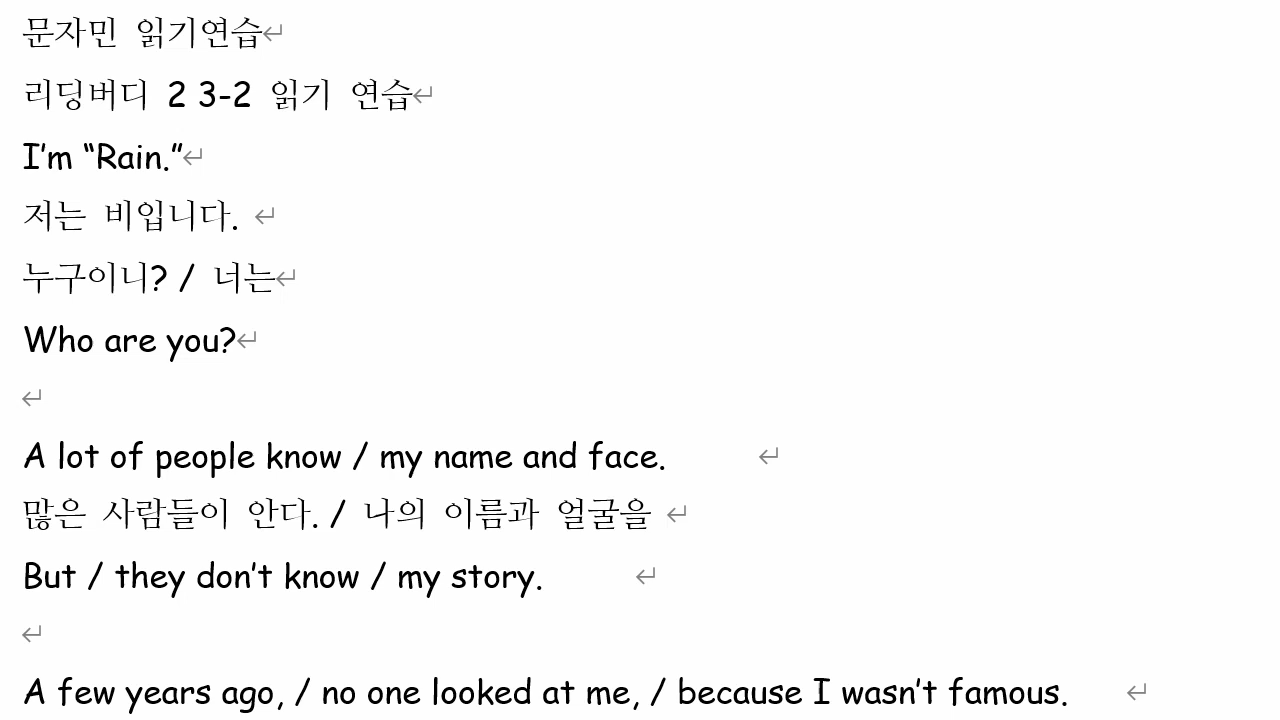 문자민 읽기연습
리딩버디 2 3-2 읽기 연습
I’m “Rain.”
저는 비입니다.
누구이니? / 너는
Who are you?
A lot of people know / my name and face.
많은 사람들이 안다. / 나의 이름과 얼굴을
But / they don’t know / my story.
A few years ago, / no one looked at me, / because I wasn’t famous.